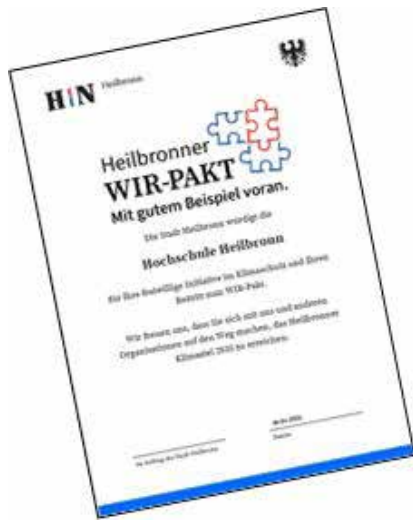 H!N Heilbronn
Heilbronner
WIR-PAKT
Mit gutem Beispiel voran.
Die Stadt Heilbronn würdigt die
Hochschule Heilbronn
für Ihre freiwillige Initiative im Klimaschutz und Ihren
Beitritt zum WIR-Pakt.
Wir freuen uns, dass Sie sich mit uns und anderen
Organisationen auf den Weg machen, das Heilbronner
Klimaziel 2035 zu erreichen.
Im Auftrag der Stadt Heilbronn
Datum